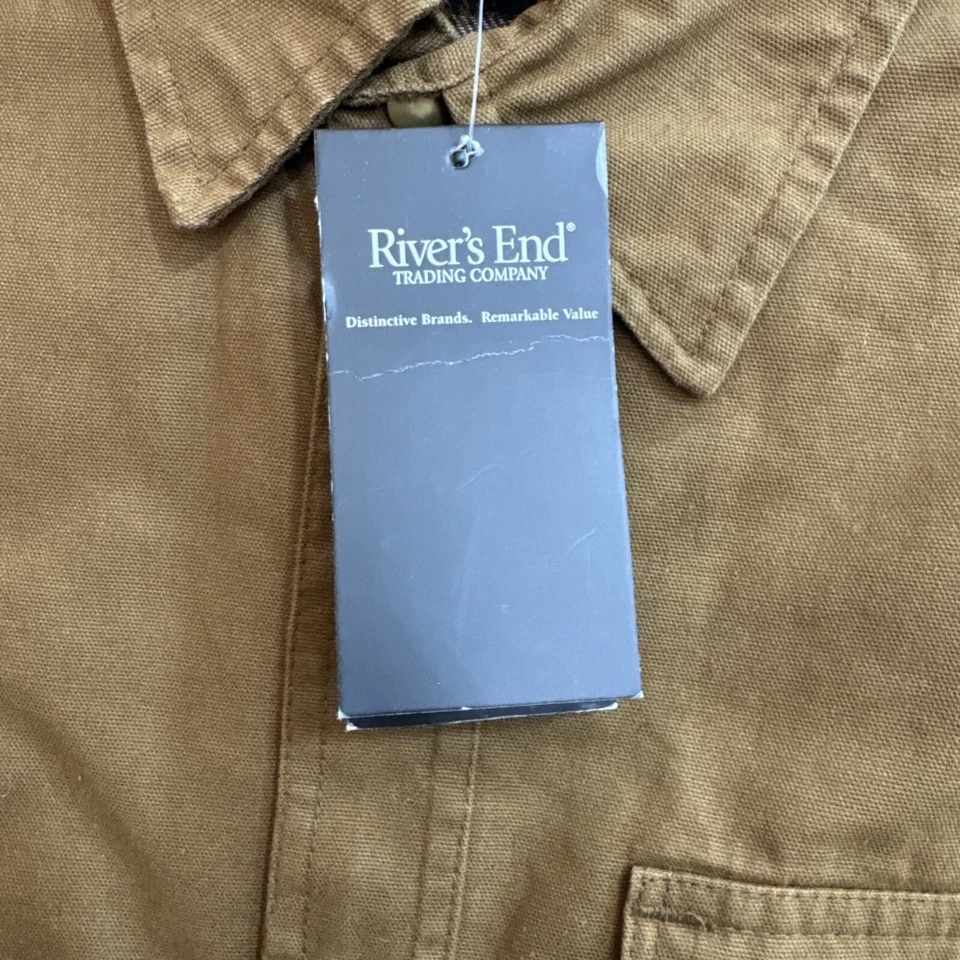 River's End®
TRADING COMPANY
Distinctive Brands. Remarkable Value